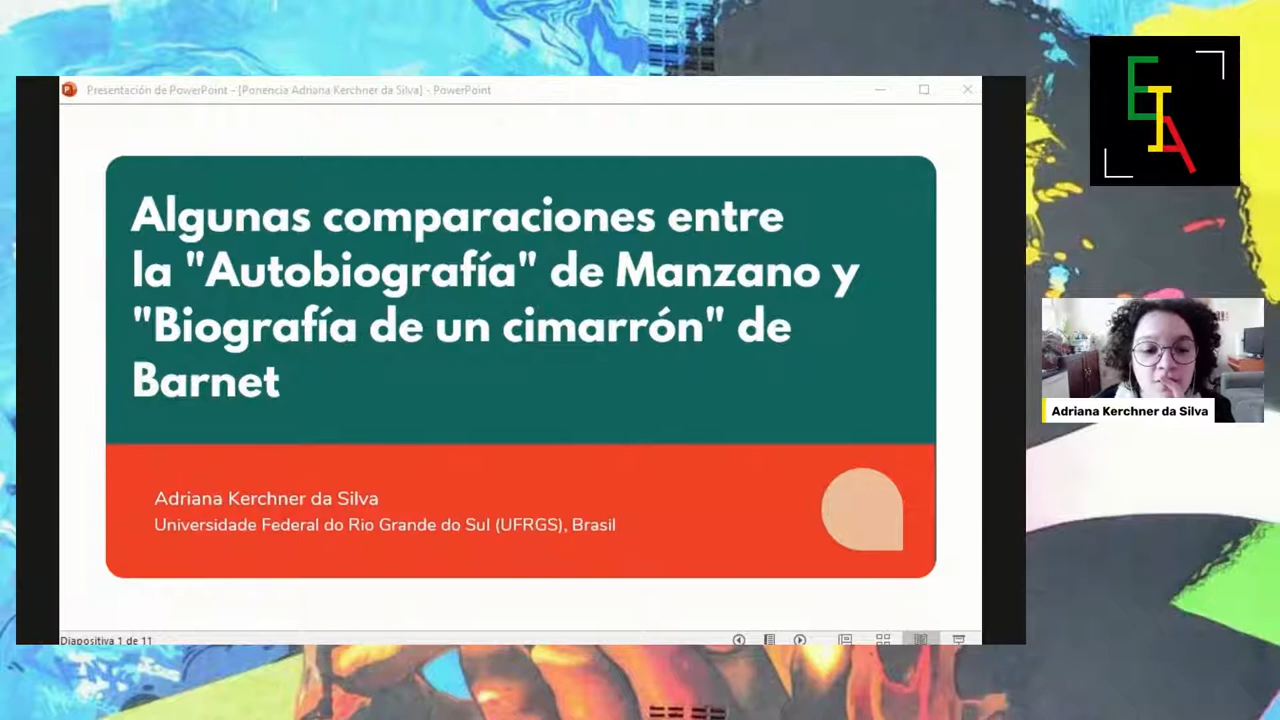 Presentación de PowerPoint - [Ponencia Adriana Kerchner da Silva] - PowerPoint
EIA
Algunas comparaciones entre
la "Autobiografía" de Manzano y
"Biografía de un cimarrón" de
Barnet
Adriana Kerchner da Silva
Adriana Kerchner da Silva
Universidade Federal do Rio Grande do Sul (UFRGS), Brasil
Diapositiva 1 de 11